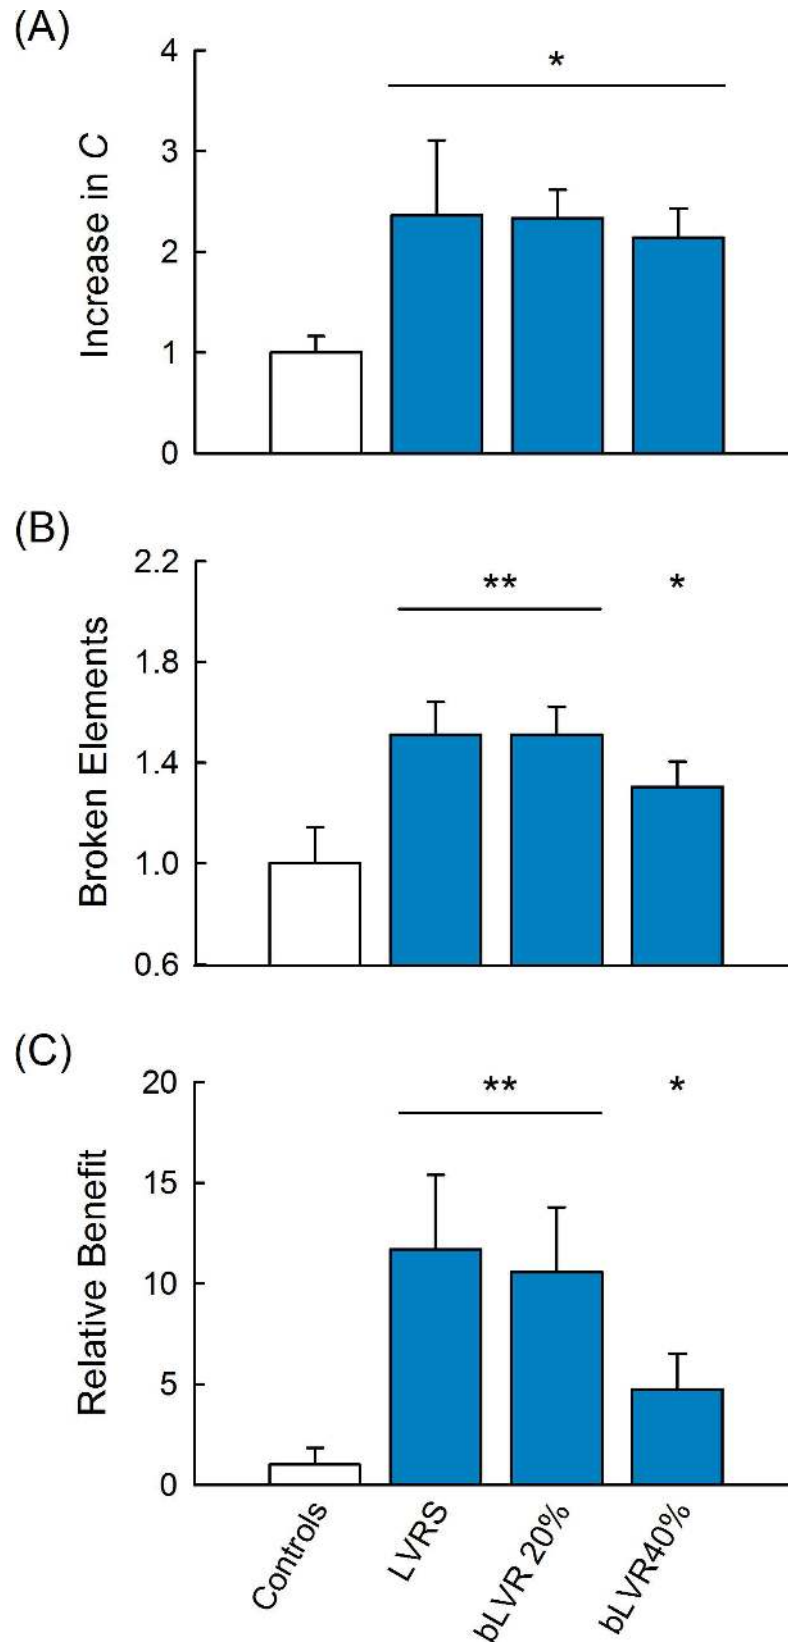 (A)
Increase in C
4
3
2
1
0
*
(B)
Broken Elements
2.2
1.8
1.4
1.0
0.6
**
*
(C)
Relative Benefit
20
15
10
5
0
**
*
Controls
LVRS
bLVR 20%
bLVR40%